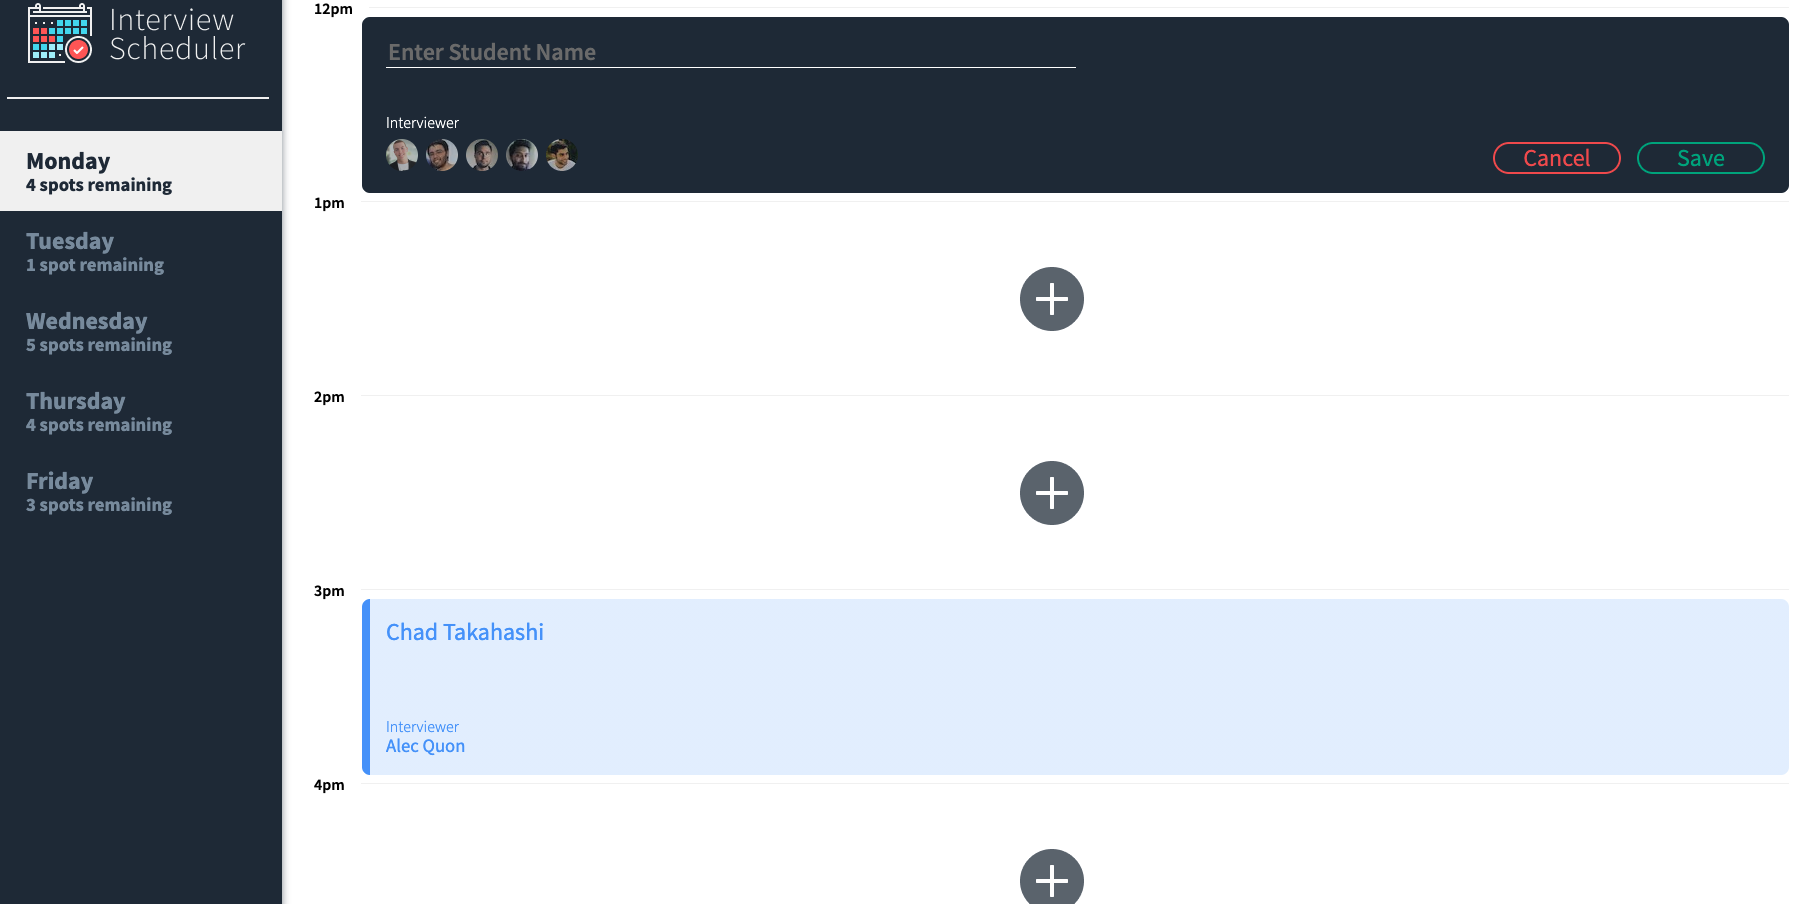 Interview
Scheduler
Monday
4 spots remaining
Tuesday
1 spot remaining
Wednesday
5 spots remaining
Thursday
4 spots remaining
Friday
3 spots remaining
12pm
Enter Student Name
Interviewer
Cancel
Save
1pm
2pm
3pm
Chad Takahashi
Interviewer
Alec Quon
4pm